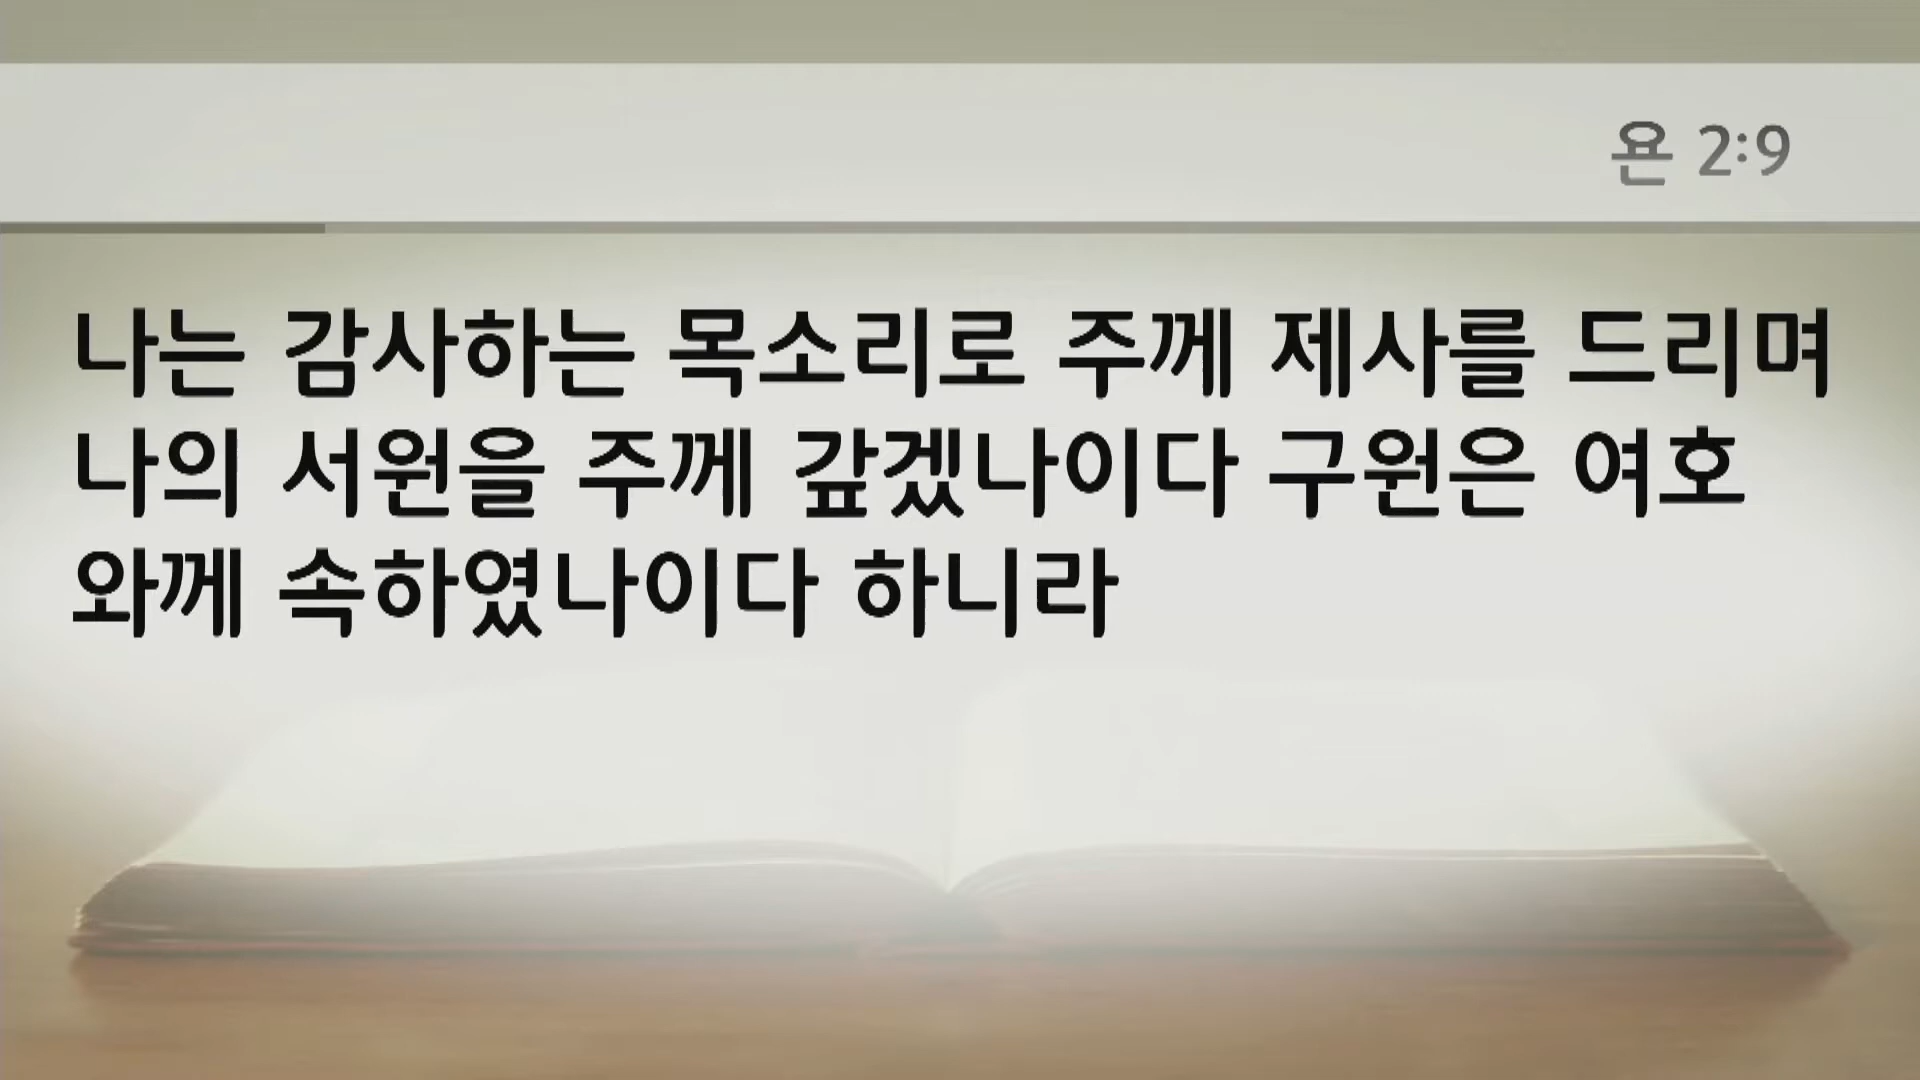 욘 2:9
나는 감사하는 목소리로 주께 제사를 드리며
나의 서원을 주께 갚겠나이다 구원은 여호
와께 속하였나이다 하니라